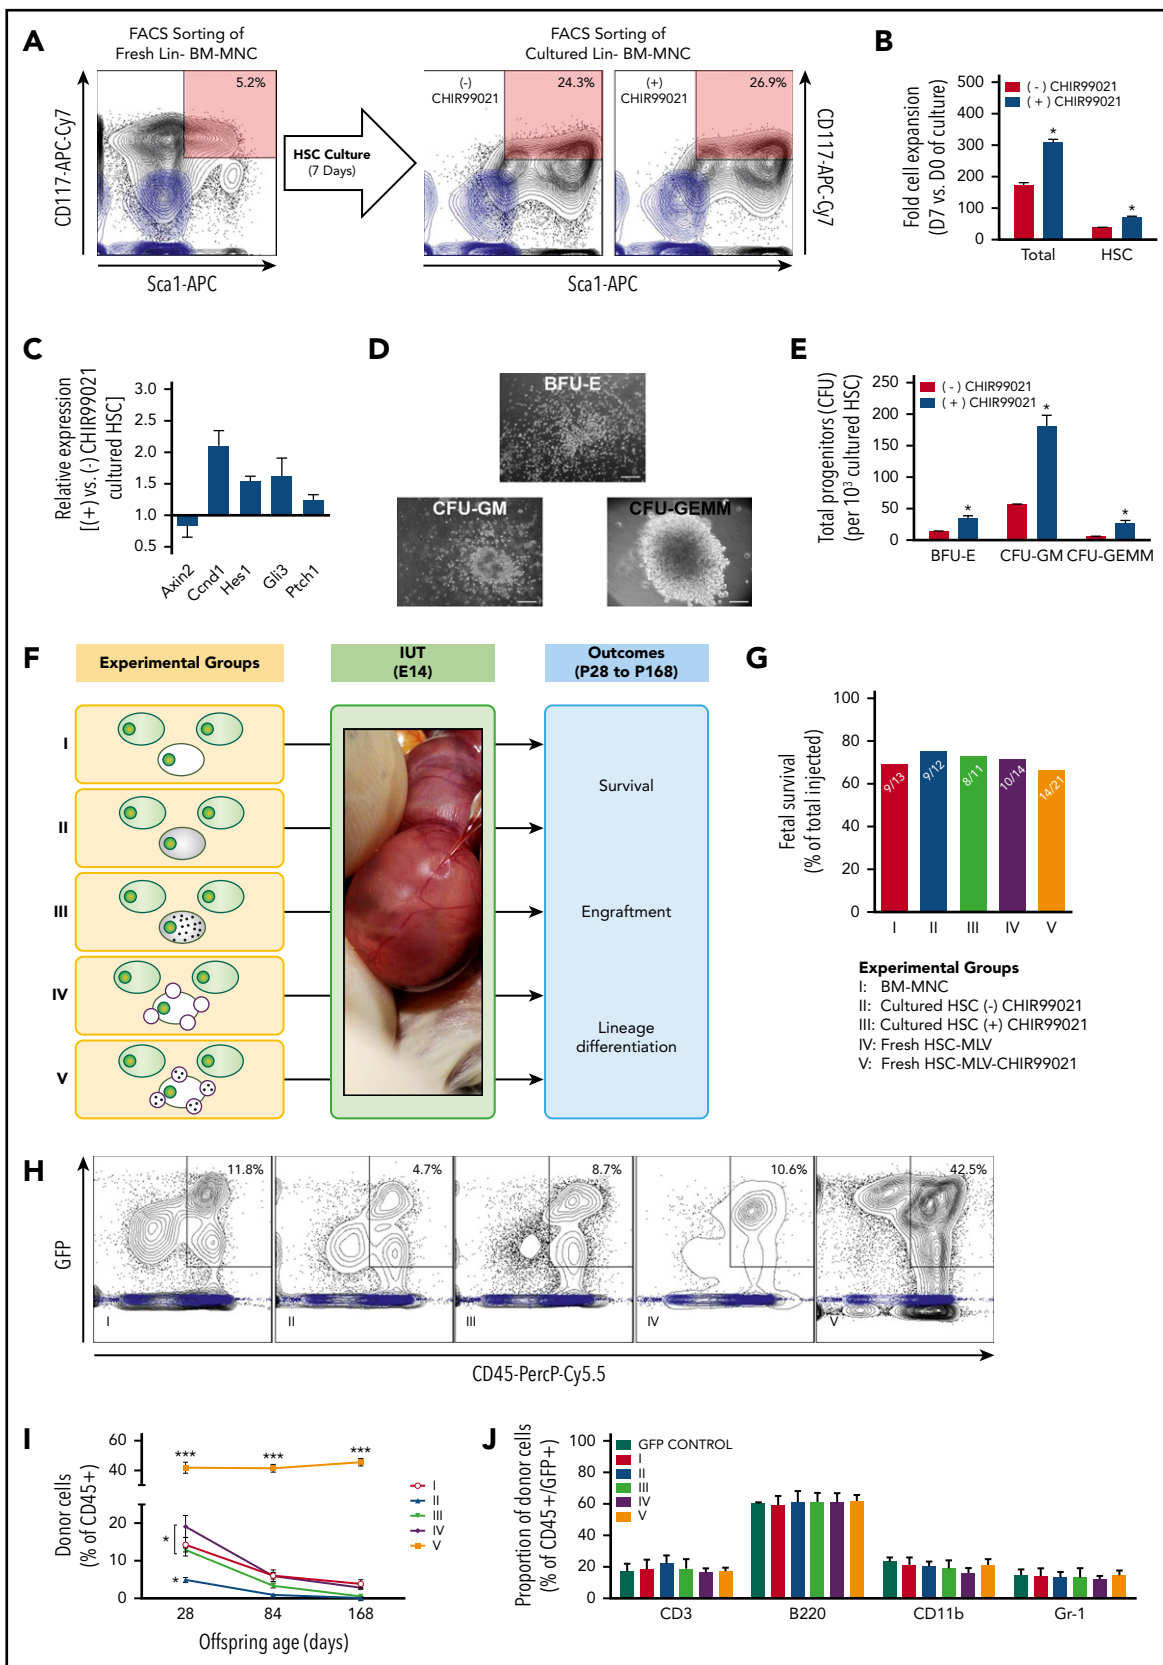 A
FACS Sorting of
Fresh Lin- BM-MNC
5.2%
CD117-APC-Cy7
Sca1-APC
HSC Culture
(7 Days)
FACS Sorting of
Cultured Lin- BM-MNC
(-)
CHIR99021
24.3%
(+)
CHIR99021
26.9%
CD117-APC-Cy7
Sca1-APC
B
Fold cell expansion
(D7 vs. D0 of culture)
500
400
300
200
100
0
(-) CHIR99021
(+) CHIR99021
*
*
Total
HSC
C
Relative expression
[(+) vs. (-) CHIR99021
cultured HSC]
3.0
2.5
2.0
1.5
1.0
0.5
Axin2
Ccnd1
Hes1
Gli3
Ptch1
D
BFU-E
CFU-GM
CFU-GEMM
E
Total progenitors (CFU)
(per 10³ cultured HSC)
250
200
150
100
50
0
(-) CHIR99021
(+) CHIR99021
*
*
*
BFU-E
CFU-GM
CFU-GEMM
F
Experimental Groups
IUT
(E14)
Outcomes
(P28 to P168)
I
II
III
IV
V
Survival
Engraftment
Lineage
differentiation
G
Fetal survival
(% of total injected)
100
80
60
40
20
0
9/13
9/12
8/11
10/14
14/21
I
II
III
IV
V
Experimental Groups
I: BM-MNC
II: Cultured HSC (-) CHIR99021
III: Cultured HSC (+) CHIR99021
IV: Fresh HSC-MLV
V: Fresh HSC-MLV-CHIR99021
H
GFP
11.8%
4.7%
8.7%
10.6%
42.5%
I
II
III
IV
V
CD45-PercP-Cy5.5
I
Donor cells
(% of CD45+)
60
40
20
10
0
***
***
***
*
*
28
84
168
Offspring age (days)
I
II
III
IV
V
J
Proportion of donor cells
(% of CD45+/GFP+)
100
80
60
40
20
0
GFP CONTROL
I
II
III
IV
V
CD3
B220
CD11b
Gr-1